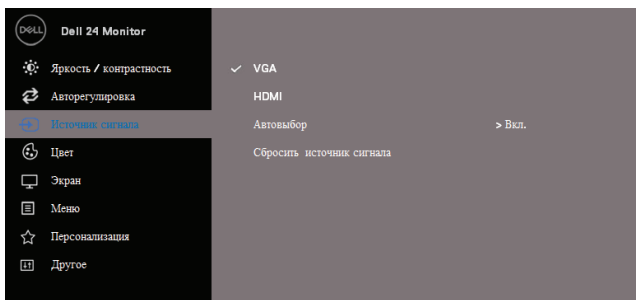 DELL
Dell 24 Monitor
Яркость / контрастность
Авторегулировка
Источник сигнала
Цвет
Экран
Меню
Персонализация
Другое
VGA
HDMI
Автовыбор > Вкл.
Сбросить источник сигнала